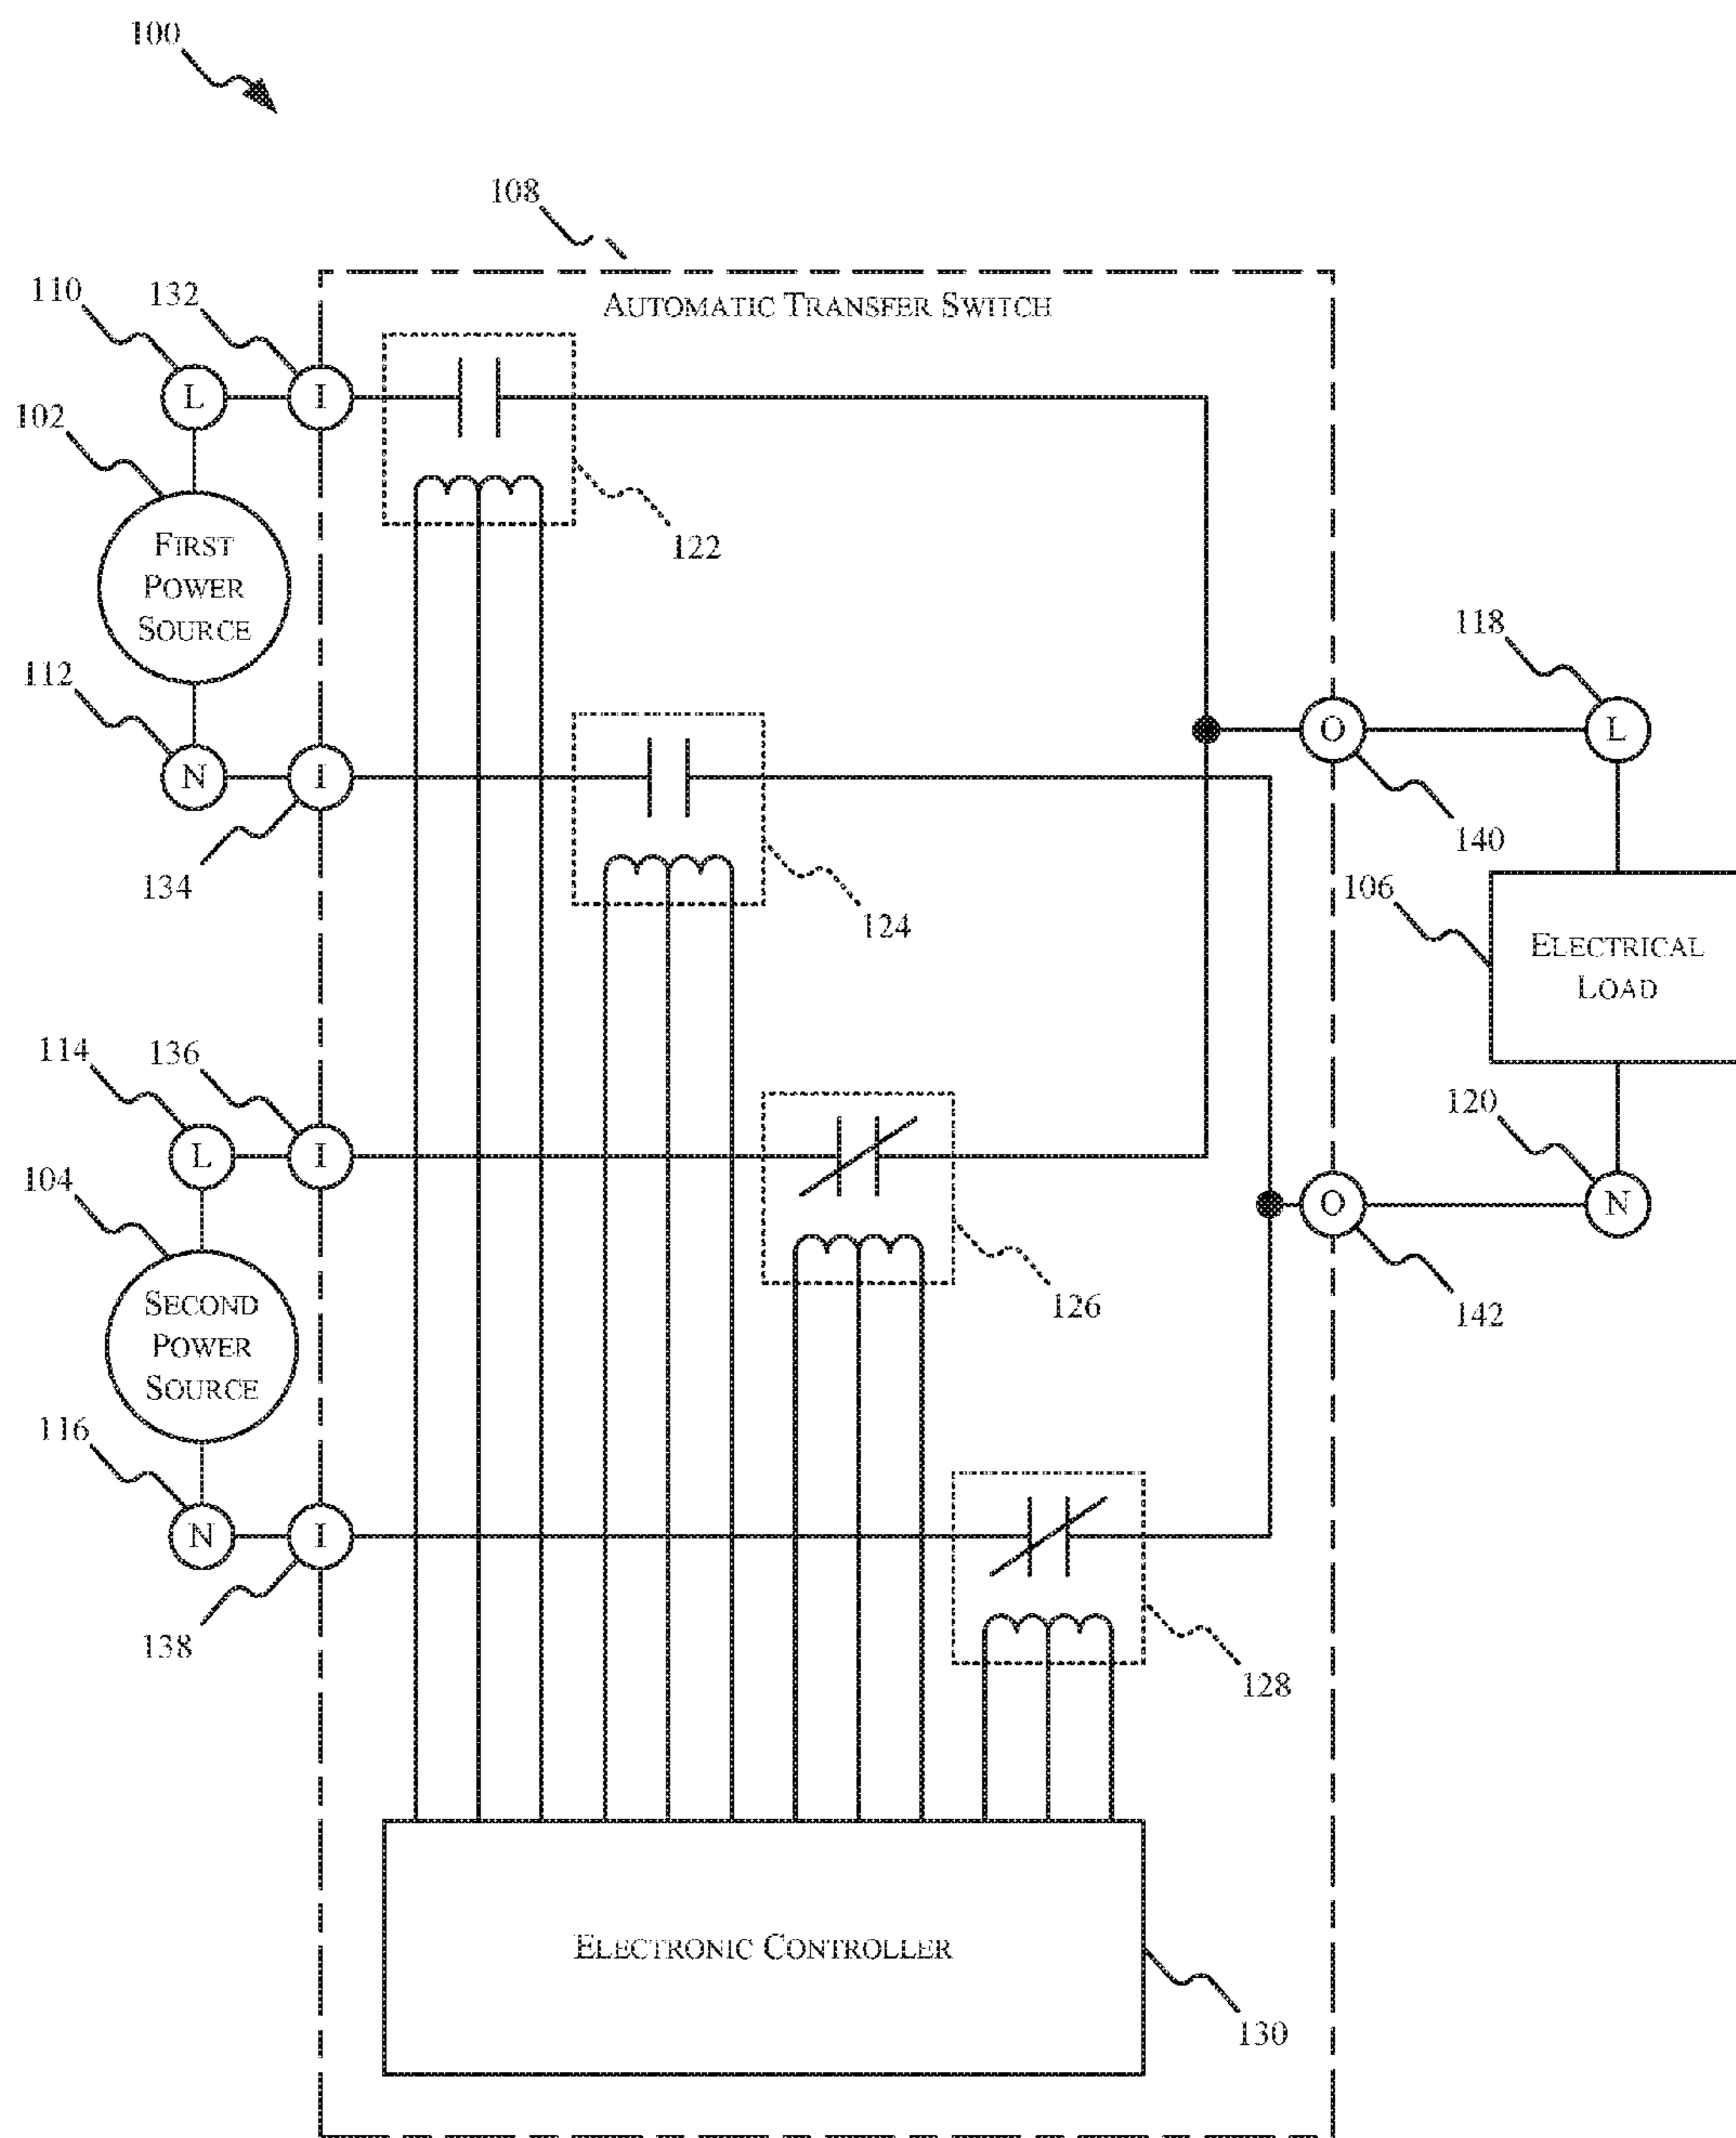 100
108
AUTOMATIC TRANSFER SWITCH
110
132
L
I
102
FIRST
POWER
SOURCE
122
112
N
I
134
124
118
O
L
140
106
ELECTRICAL
LOAD
114
136
L
I
104
SECOND
POWER
SOURCE
126
120
O
N
142
116
N
I
138
128
ELECTRONIC CONTROLLER
130